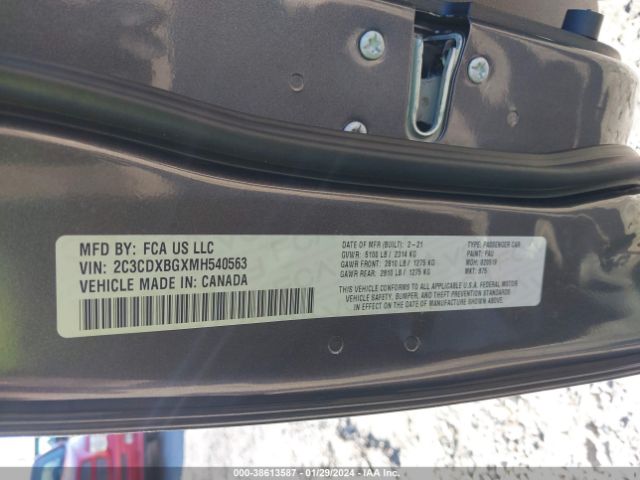 MFD BY: FCA US LLC
VIN: 2C3CDXBGXMH540563
VEHICLE MADE IN: CANADA
DATE OF MFR (BUILT): 2-21
GVWR: 5100 LB / 2314 KG
GAWR FRONT: 2810 LB / 1275 KG
GAWR REAR: 2810 LB / 1275 KG
TYPE: PASSENGER CAR
PAINT: PAU
MDH: 020519
MKT: 875
THIS VEHICLE CONFORMS TO ALL APPLICABLE U.S.A. FEDERAL MOTOR
VEHICLE SAFETY, BUMPER, AND THEFT PREVENTION STANDARDS
IN EFFECT ON THE DATE OF MANUFACTURE SHOWN ABOVE.
000-38613587 - 01/29/2024 - IAA Inc.